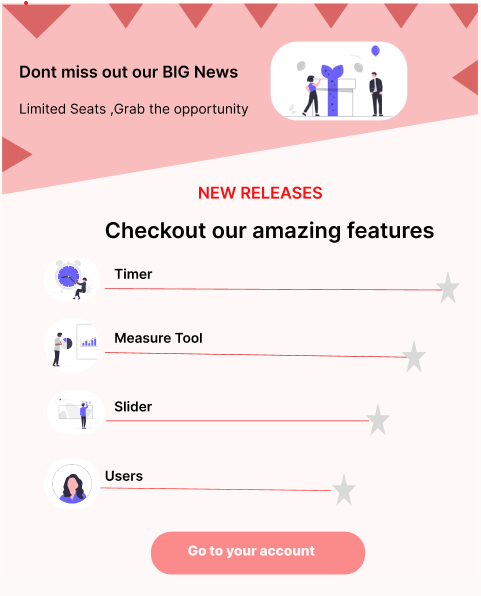 Dont miss out our BIG News
Limited Seats ,Grab the opportunity
NEW RELEASES
Checkout our amazing features
Timer
Measure Tool
Slider
Users
Go to your account